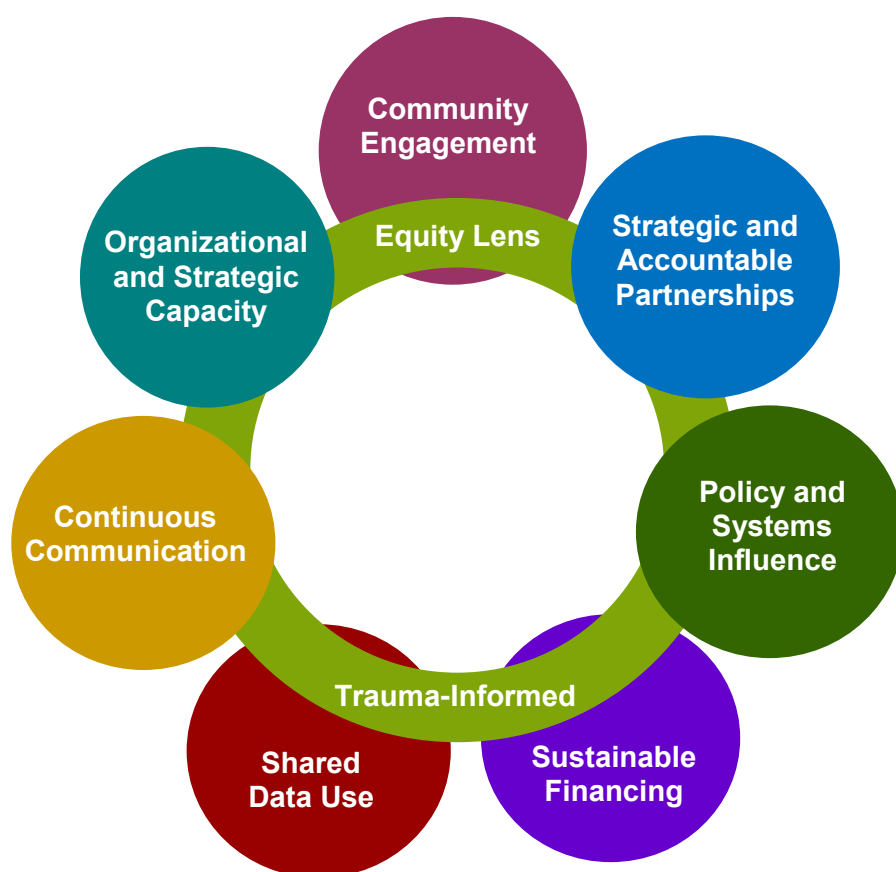 Community
Engagement
Equity Lens
Strategic and
Accountable
Partnerships
Policy and
Systems
Influence
Sustainable
Financing
Trauma-Informed
Shared
Data Use
Continuous
Communication
Organizational
and Strategic
Capacity